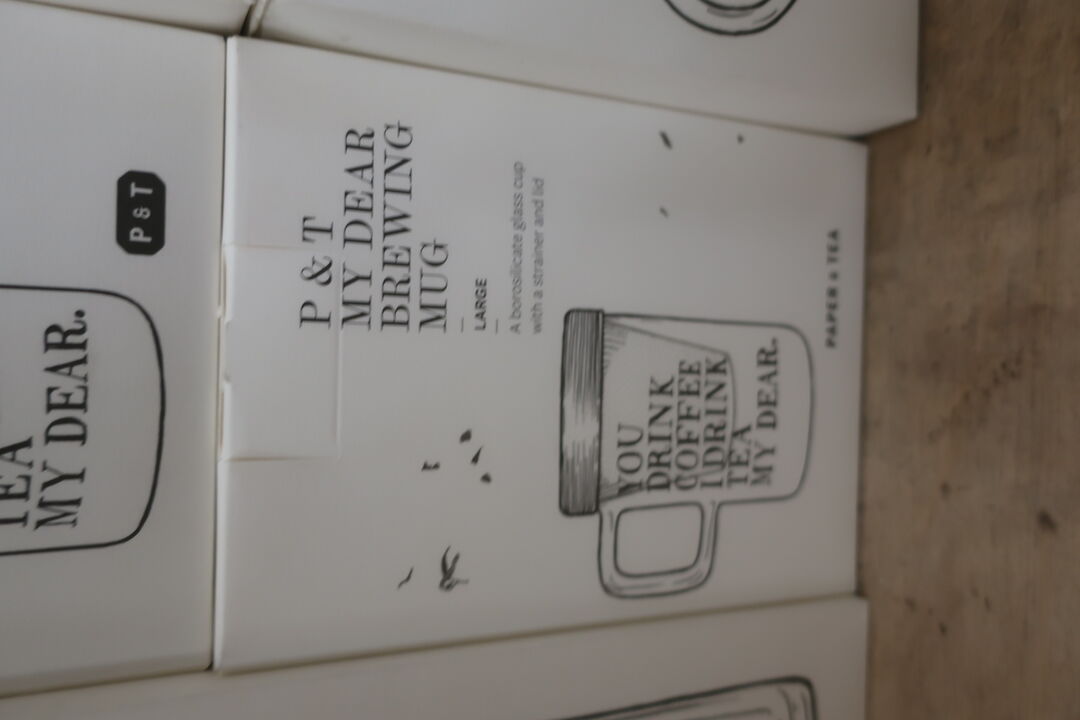 P & T
MY DEAR
BREWING
MUG
LARGE
A borosilicate glass cup
with a strainer and lid
YOU
DRINK
COFFEE
I DRINK
TEA
MY DEAR.
PAPER & TEA
TEA
MY DEAR.
P & T